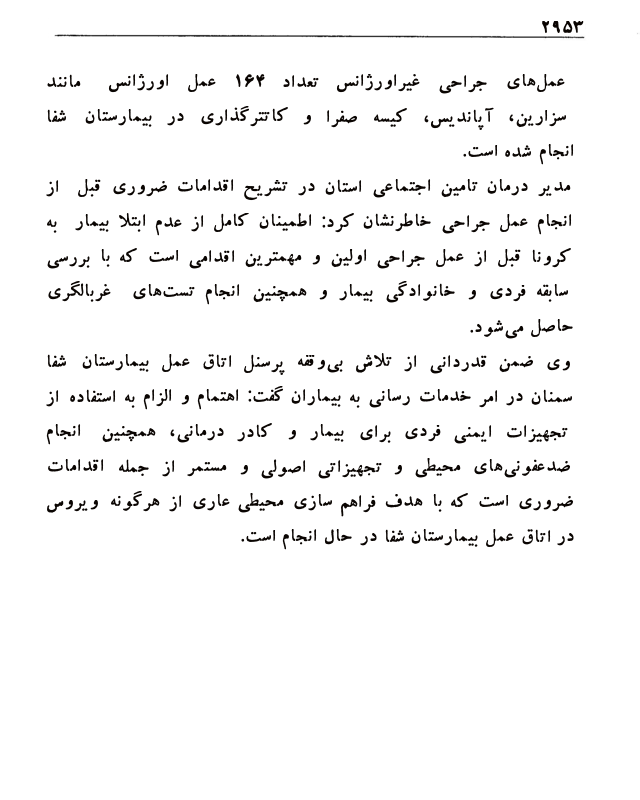 ۲۹۵۳
عمل‌های جراحی غیراورژانس تعداد ۱۶۴ عمل اورژانس مانند
سزارین، آپاندیس، کیسه صفرا و کاتترگذاری در بیمارستان شفا
انجام شده است.
مدیر درمان تامین اجتماعی استان در تشریح اقدامات ضروری قبل از
انجام عمل جراحی خاطرنشان کرد: اطمینان کامل از عدم ابتلا بیمار به
کرونا قبل از عمل جراحی اولین و مهمترین اقدامی است که با بررسی
سابقه فردی و خانوادگی بیمار و همچنین انجام تست‌های غربالگری
حاصل می‌شود.
وی ضمن قدردانی از تلاش بی‌وقفه پرسنل اتاق عمل بیمارستان شفا
سمنان در امر خدمات رسانی به بیماران گفت: اهتمام و الزام به استفاده از
تجهیزات ایمنی فردی برای بیمار و کادر درمانی، همچنین انجام
ضدعفونی‌های محیطی و تجهیزاتی اصولی و مستمر از جمله اقدامات
ضروری است که با هدف فراهم سازی محیطی عاری از هرگونه ویروس
در اتاق عمل بیمارستان شفا در حال انجام است.